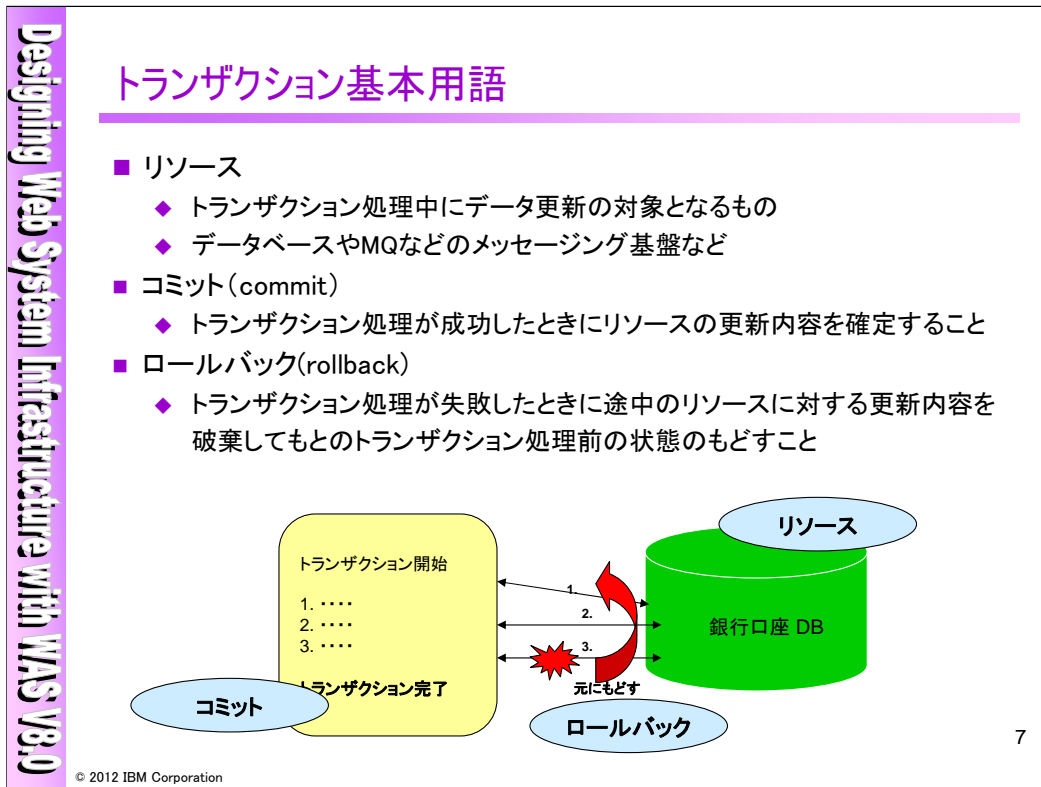 Designing Web System Infrastructure with WAS V8.0
トランザクション基本用語
■ リソース
◆ トランザクション処理中にデータ更新の対象となるもの
◆ データベースやMQなどのメッセージング基盤など
■ コミット（commit）
◆ トランザクション処理が成功したときにリソースの更新内容を確定すること
■ ロールバック(rollback)
◆ トランザクション処理が失敗したときに途中のリソースに対する更新内容を
破棄してもとのトランザクション処理前の状態のもどすこと
リソース
トランザクション開始
1. ････
2. ････
3. ････
トランザクション完了
コミット
1.
2.
3.
元にもどす
ロールバック
銀行口座 DB
7
© 2012 IBM Corporation